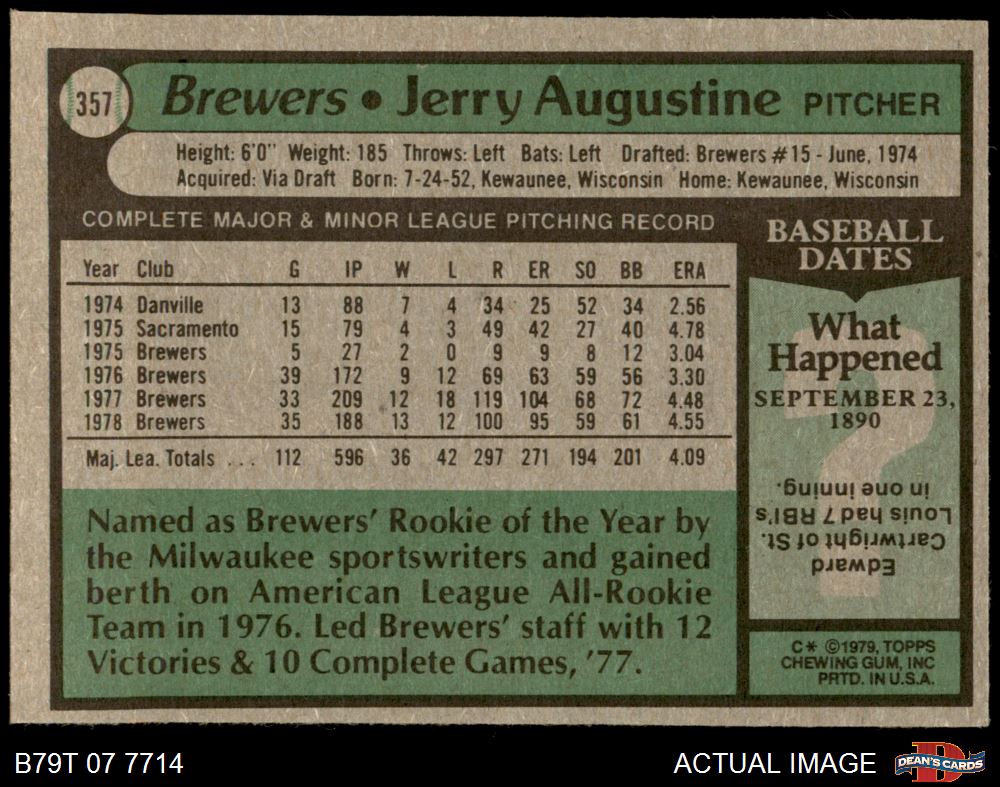 357 Brewers • Jerry Augustine PITCHER
Height: 6'0" Weight: 185 Throws: Left Bats: Left Drafted: Brewers #15 - June, 1974
Acquired: Via Draft Born: 7-24-52, Kewaunee, Wisconsin Home: Kewaunee, Wisconsin
COMPLETE MAJOR & MINOR LEAGUE PITCHING RECORD
Year Club G IP W L R ER SO BB ERA
1974 Danville 13 88 7 4 34 25 52 34 2.56
1975 Sacramento 15 79 4 3 49 42 27 40 4.78
1975 Brewers 5 27 2 0 9 9 8 12 3.04
1976 Brewers 39 172 9 12 69 63 59 56 3.30
1977 Brewers 33 209 12 18 119 104 68 72 4.48
1978 Brewers 35 188 13 12 100 95 59 61 4.55
Maj. Lea. Totals ... 112 596 36 42 297 271 194 201 4.09
Named as Brewers' Rookie of the Year by
the Milwaukee sportswriters and gained
berth on American League All-Rookie
Team in 1976. Led Brewers' staff with 12
Victories & 10 Complete Games, '77.
BASEBALL
DATES
What
Happened
SEPTEMBER 23,
1890
?
Edward
Cartwright of St.
Louis had 7 RBI's
in one inning.
C* ©1979, TOPPS
CHEWING GUM, INC
PRTD. IN U.S.A.
B79T 07 7714
ACTUAL IMAGE
D
DEAN'S CARDS